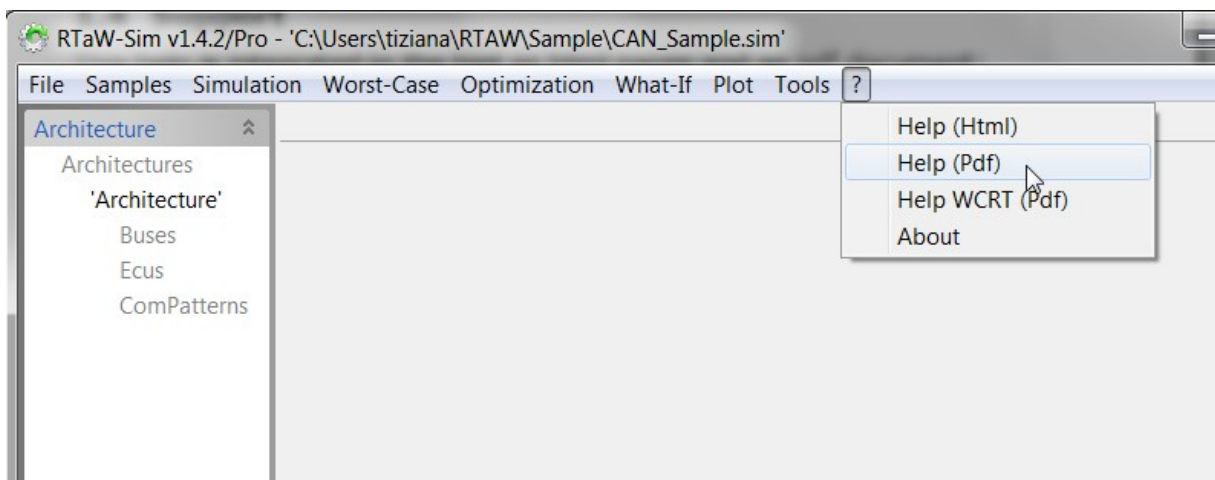 RTaW-Sim v1.4.2/Pro - 'C:\Users\tiziana\RTAW\Sample\CAN_Sample.sim'
File Samples Simulation Worst-Case Optimization What-If Plot Tools ?
Architecture
Architectures
'Architecture'
Buses
Ecus
ComPatterns
Help (Html)
Help (Pdf)
Help WCRT (Pdf)
About